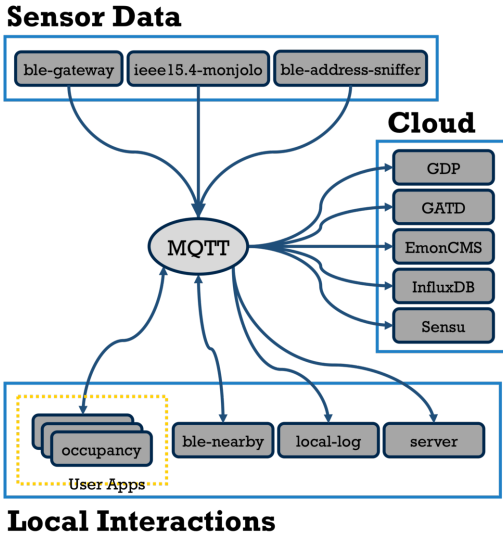 Sensor Data
ble-gateway
ieee15.4-monjolo
ble-address-sniffer
Cloud
GDP
GATD
MQTT
EmonCMS
InfluxDB
Sensu
occupancy
ble-nearby
local-log
server
User Apps
Local Interactions